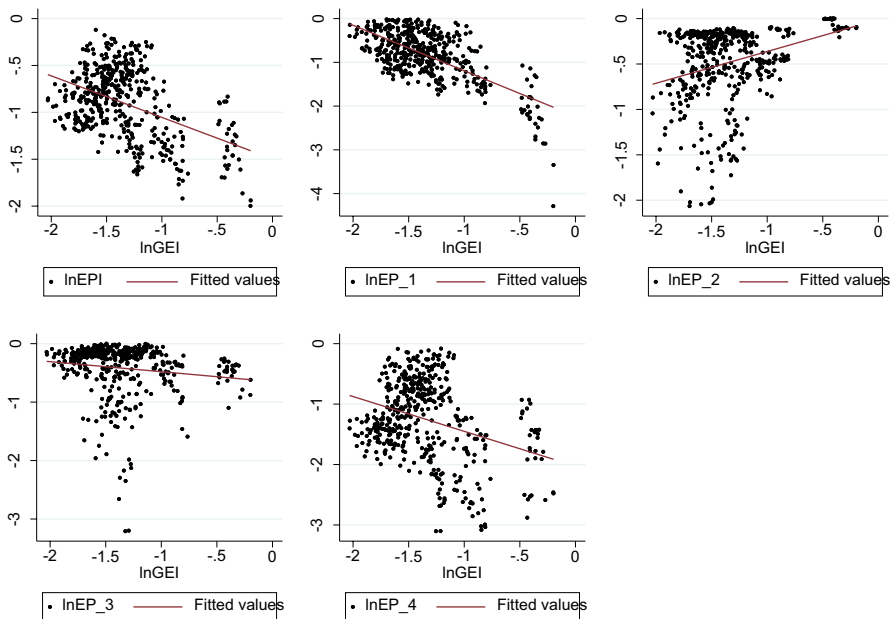 0
-.5
-1
-1.5
-2
-2 -1.5 -1 -.5 0
lnGEI
lnEPI Fitted values
0
-1
-2
-3
-4
-2 -1.5 -1 -.5 0
lnGEI
lnEP_1 Fitted values
0
-.5
-1
-1.5
-2
-2 -1.5 -1 -.5 0
lnGEI
lnEP_2 Fitted values
0
-1
-2
-3
-2 -1.5 -1 -.5 0
lnGEI
lnEP_3 Fitted values
0
-1
-2
-3
-2 -1.5 -1 -.5 0
lnGEI
lnEP_4 Fitted values